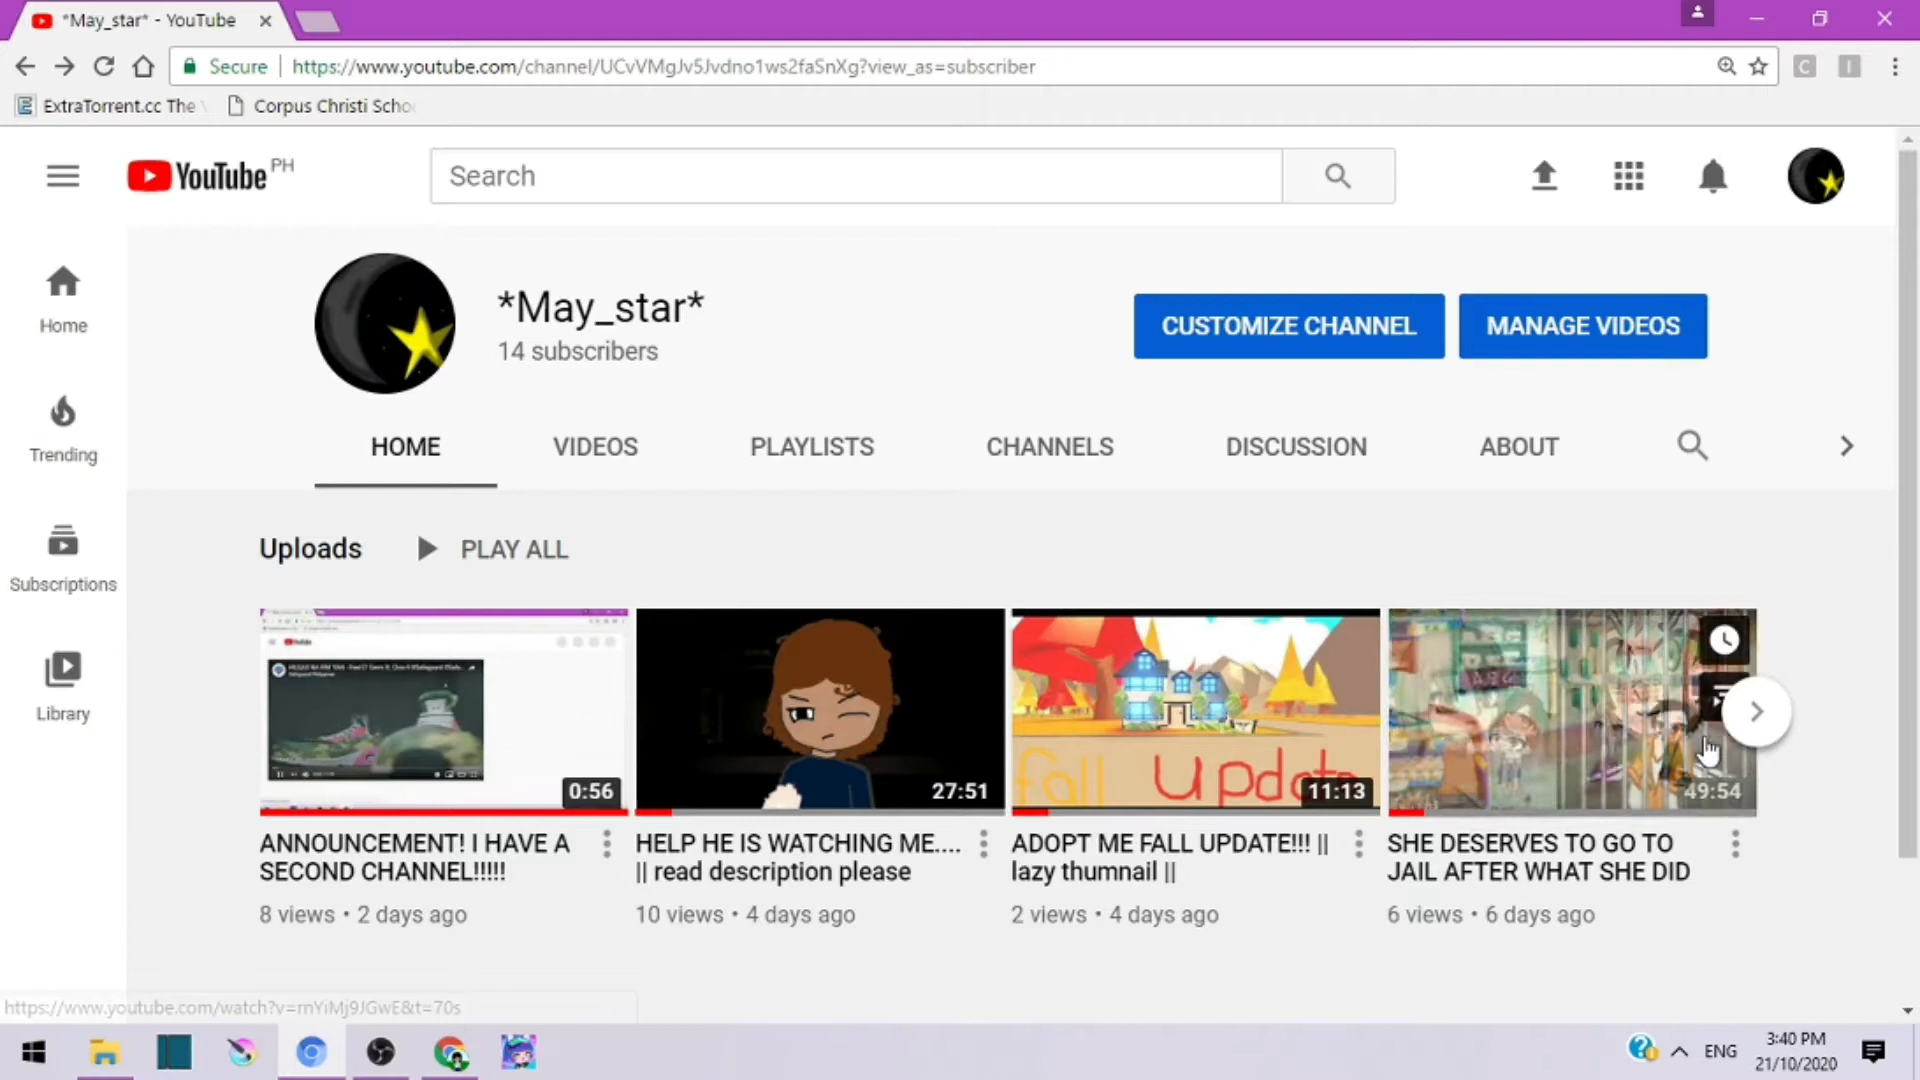 *May_star* - YouTube
Secure
https://www.youtube.com/channel/UCvVMgJv5Jvdno1ws2faSnXg?view_as=subscriber
ExtraTorrent.cc The
Corpus Christi Scho
YouTube PH
Search
Home
Trending
Subscriptions
Library
*May_star*
14 subscribers
CUSTOMIZE CHANNEL
MANAGE VIDEOS
HOME
VIDEOS
PLAYLISTS
CHANNELS
DISCUSSION
ABOUT
Uploads
PLAY ALL
fall update
0:56
27:51
11:13
49:54
ANNOUNCEMENT! I HAVE A
SECOND CHANNEL!!!!!
8 views • 2 days ago
HELP HE IS WATCHING ME....
|| read description please
10 views • 4 days ago
ADOPT ME FALL UPDATE!!! ||
lazy thumnail ||
2 views • 4 days ago
SHE DESERVES TO GO TO
JAIL AFTER WHAT SHE DID
6 views • 6 days ago
https://www.youtube.com/watch?v=rnYiMj9JGwE&t=70s
ENG
3:40 PM
21/10/2020